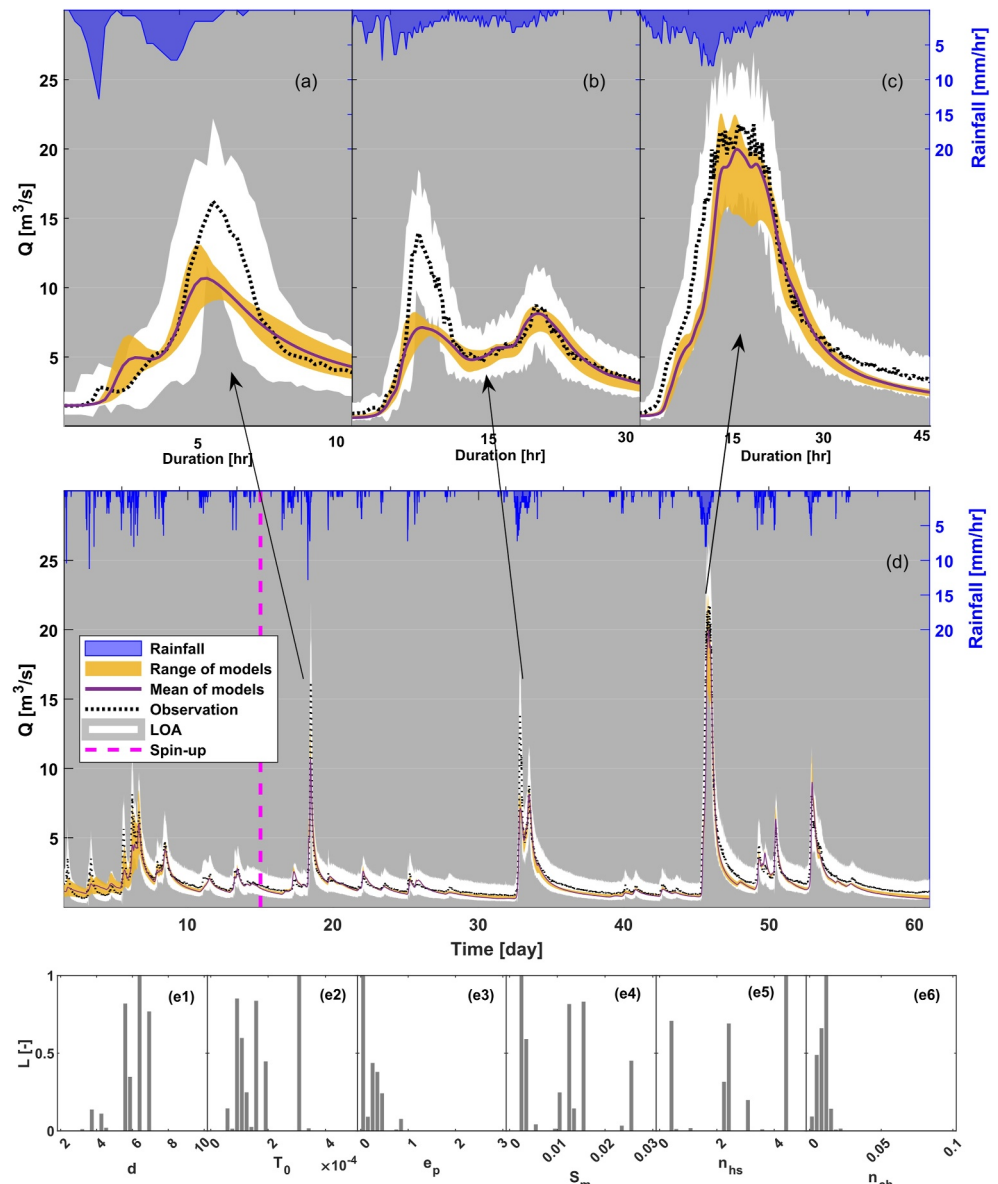 (a)
(b)
(c)
25
20
15
10
5
Q [m³/s]
5
10
15
20
Rainfall [mm/hr]
5
10
15
30
15
30
45
Duration [hr]
Duration [hr]
Duration [hr]
(d)
25
20
15
10
5
Q [m³/s]
5
10
15
20
Rainfall [mm/hr]
Rainfall
Range of models
Mean of models
Observation
LOA
Spin-up
10
20
30
40
50
60
Time [day]
(e1)
(e2)
(e3)
(e4)
(e5)
(e6)
1
0.5
0
L [-]
2
4
6
8
10
0
2
4
0
1
2
3
0
0.01
0.02
0.03
0
2
4
0
0.05
0.1
d
T₀
×10⁻⁴
eₚ
Sₘ
nₕₛ